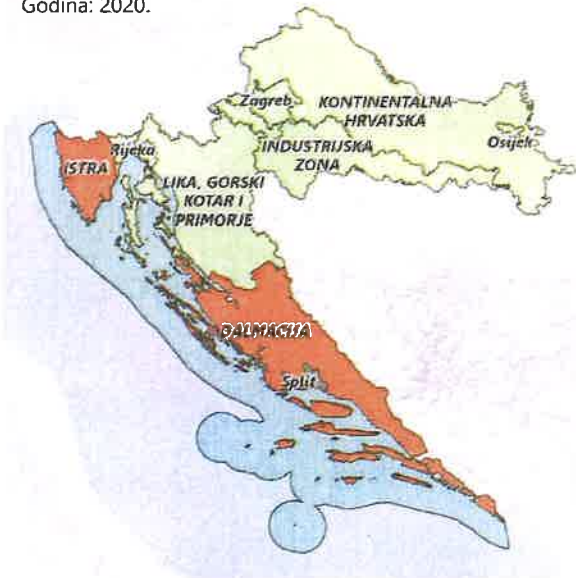 Godina: 2020.
Zagreb
KONTINENTALNA
HRVATSKA
Osijek
INDUSTRIJSKA
ZONA
Rijeka
ISTRA
LIKA, GORSKI
KOTAR I
PRIMORJE
DALMACIJA
Split